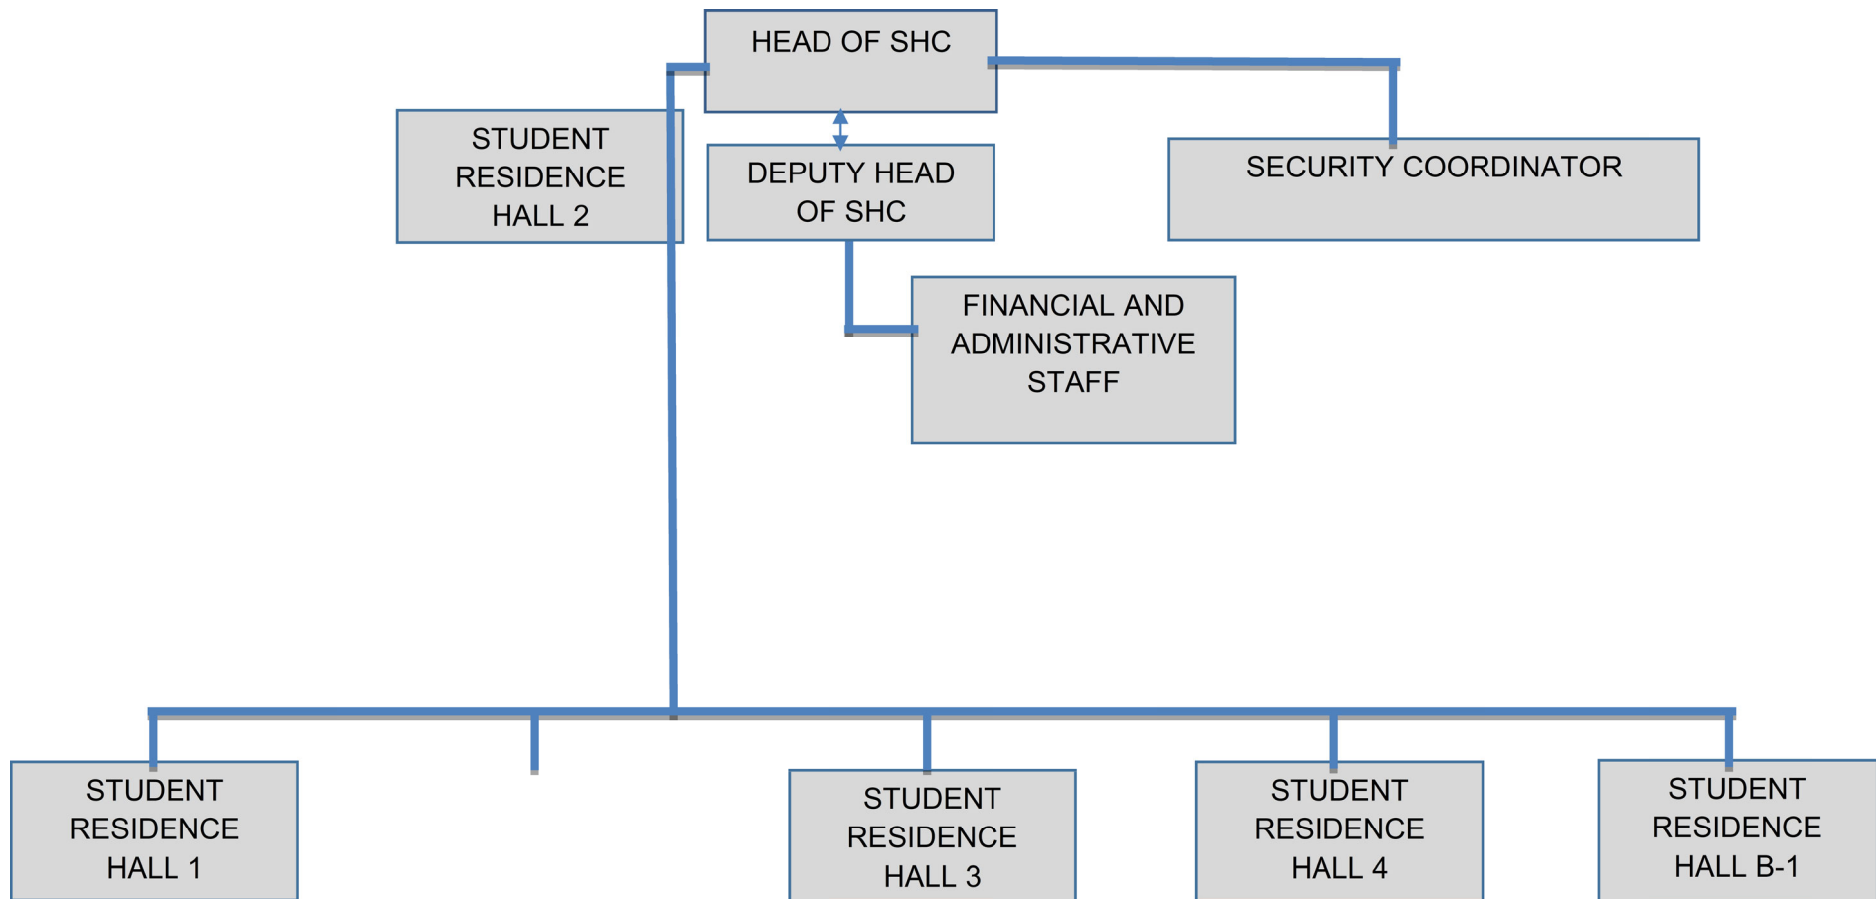 HEAD OF SHC
STUDENT
RESIDENCE
HALL 2
DEPUTY HEAD
OF SHC
SECURITY COORDINATOR
FINANCIAL AND
ADMINISTRATIVE
STAFF
STUDENT
RESIDENCE
HALL 1
STUDENT
RESIDENCE
HALL 3
STUDENT
RESIDENCE
HALL 4
STUDENT
RESIDENCE
HALL B-1